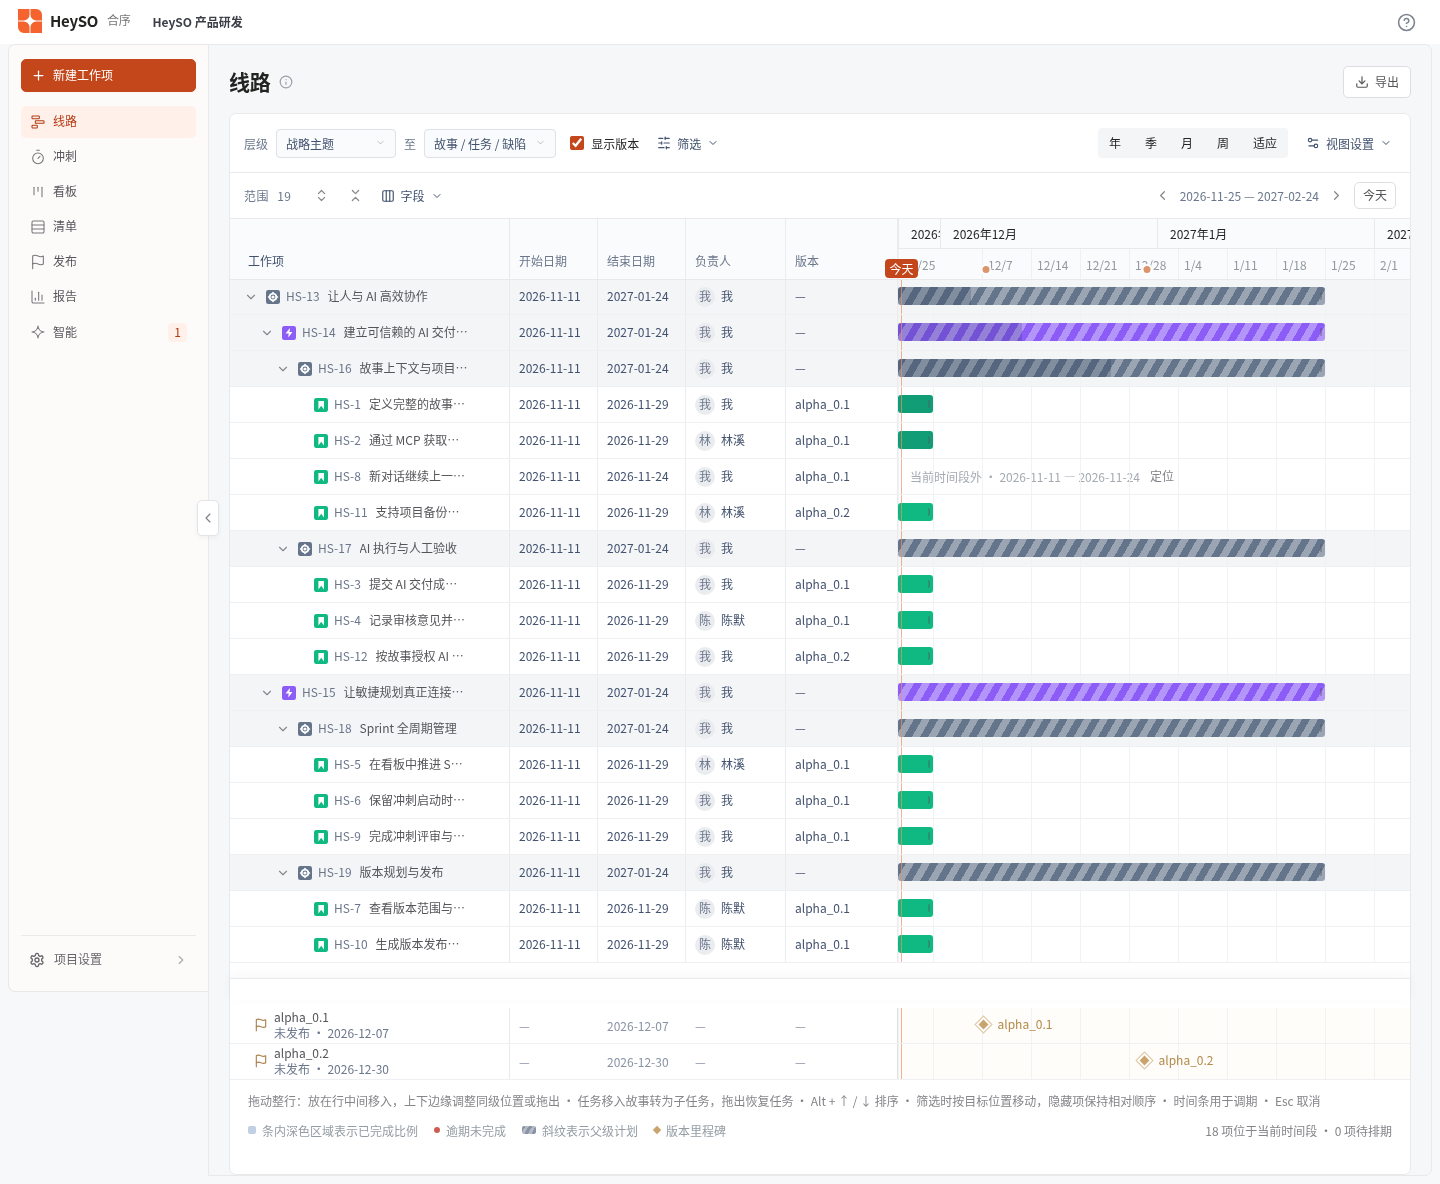 HeySO 合序 HeySO 产品研发
新建工作项
线路
冲刺
看板
清单
发布
报告
智能 1
项目设置
线路
导出
层级 战略主题 至 故事 / 任务 / 缺陷 显示版本 筛选 年 季 月 周 适应 视图设置
范围 19 字段 2026-11-25 — 2027-02-24 今天
2026年12月 2027年1月
工作项 开始日期 结束日期 负责人 版本 今天 /25 12/7 12/14 12/21 12/28 1/4 1/11 1/18 1/25 2/1
HS-13 让人与 AI 高效协作 2026-11-11 2027-01-24 我 我 —
HS-14 建立可信赖的 AI 交付… 2026-11-11 2027-01-24 我 我 —
HS-16 故事上下文与项目… 2026-11-11 2027-01-24 我 我 —
HS-1 定义完整的故事… 2026-11-11 2026-11-29 我 我 alpha_0.1
HS-2 通过 MCP 获取… 2026-11-11 2026-11-29 林 林溪 alpha_0.1
HS-8 新对话继续上一… 2026-11-11 2026-11-24 我 我 alpha_0.1 当前时间段外 · 2026-11-11 — 2026-11-24 定位
HS-11 支持项目备份… 2026-11-11 2026-11-29 林 林溪 alpha_0.2
HS-17 AI 执行与人工验收 2026-11-11 2027-01-24 我 我 —
HS-3 提交 AI 交付成… 2026-11-11 2026-11-29 我 我 alpha_0.1
HS-4 记录审核意见并… 2026-11-11 2026-11-29 陈 陈默 alpha_0.1
HS-12 按故事授权 AI … 2026-11-11 2026-11-29 我 我 alpha_0.2
HS-15 让敏捷规划真正连接… 2026-11-11 2027-01-24 我 我 —
HS-18 Sprint 全周期管理 2026-11-11 2027-01-24 我 我 —
HS-5 在看板中推进 S… 2026-11-11 2026-11-29 林 林溪 alpha_0.1
HS-6 保留冲刺启动时… 2026-11-11 2026-11-29 我 我 alpha_0.1
HS-9 完成冲刺评审与… 2026-11-11 2026-11-29 我 我 alpha_0.1
HS-19 版本规划与发布 2026-11-11 2027-01-24 我 我 —
HS-7 查看版本范围与… 2026-11-11 2026-11-29 陈 陈默 alpha_0.1
HS-10 生成版本发布… 2026-11-11 2026-11-29 陈 陈默 alpha_0.1
alpha_0.1
未发布 · 2026-12-07 — 2026-12-07 — — alpha_0.1
alpha_0.2
未发布 · 2026-12-30 — 2026-12-30 — — alpha_0.2
拖动整行：放在行中间移入，上下边缘调整同级位置或拖出 · 任务移入故事转为子任务，拖出恢复任务 · Alt + ↑ / ↓ 排序 · 筛选时按目标位置移动，隐藏项保持相对顺序 · 时间条用于调期 · Esc 取消
条内深色区域表示已完成比例 逾期未完成 斜纹表示父级计划 版本里程碑 18 项位于当前时间段 · 0 项待排期